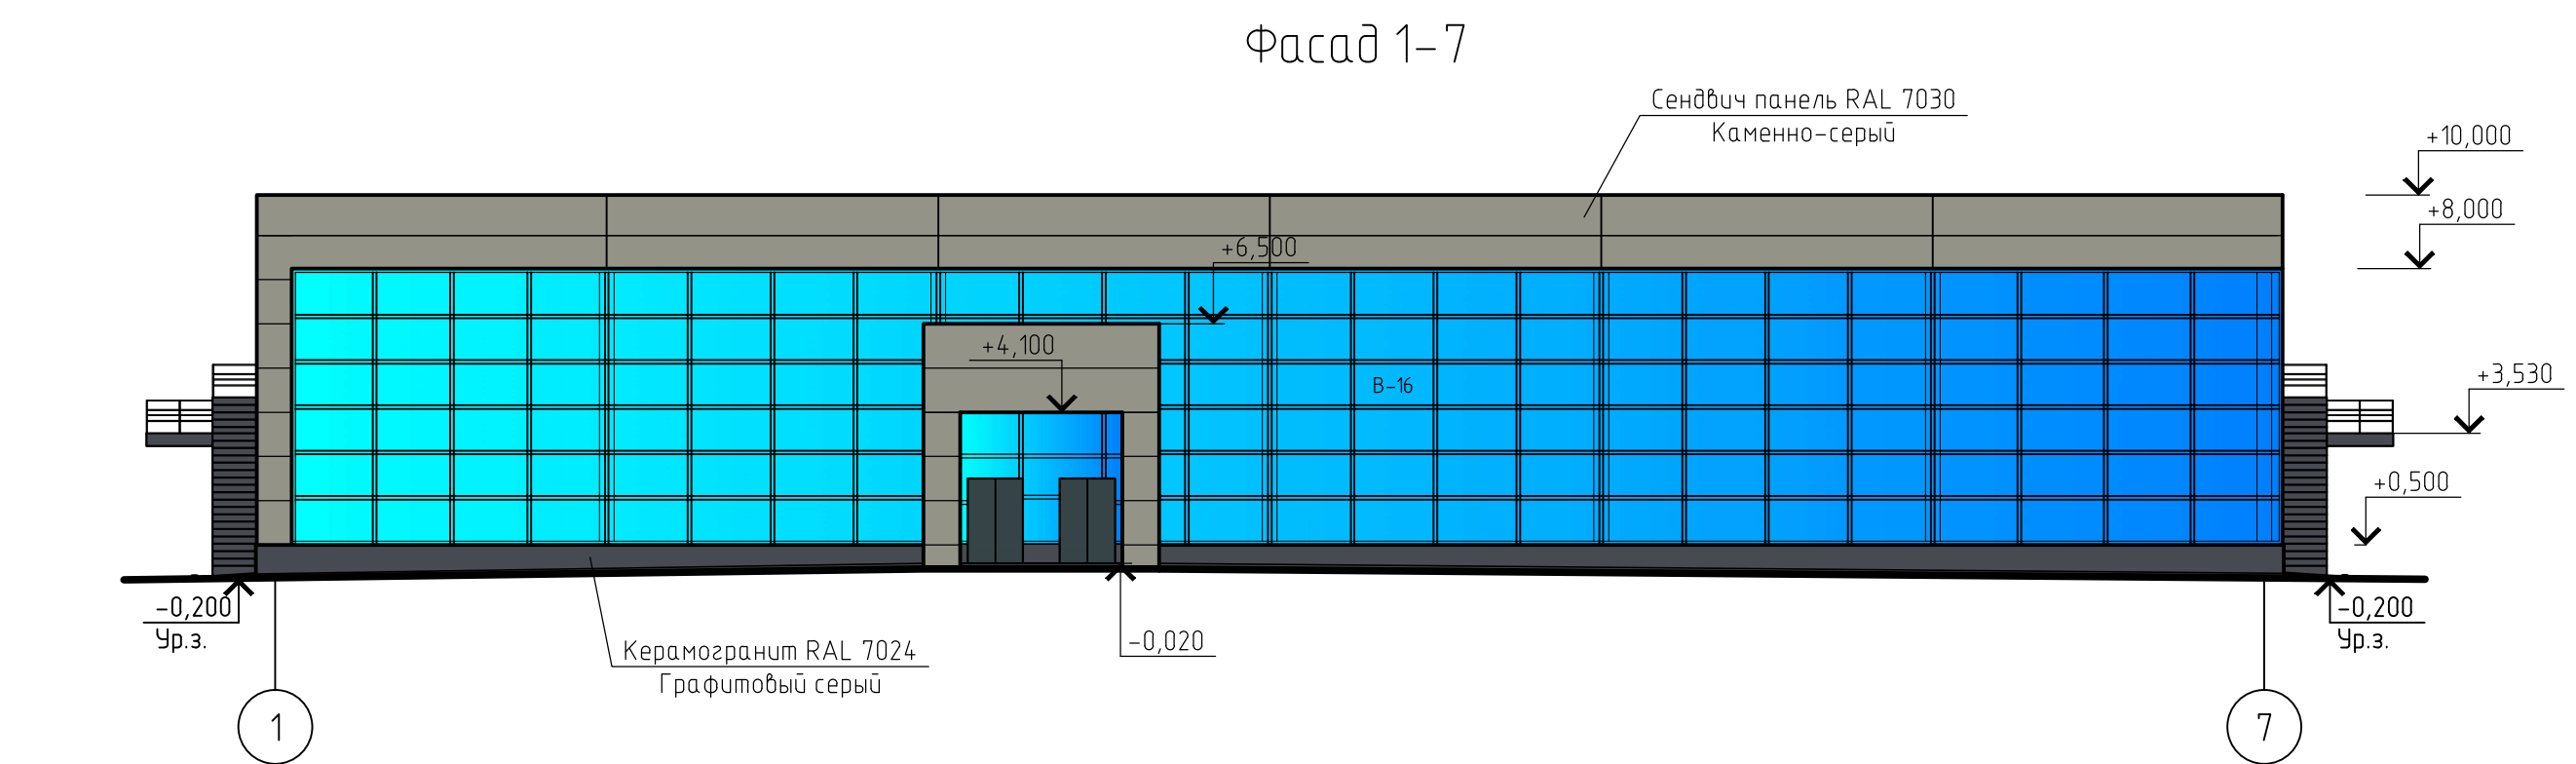 Фасад 1-7
Сендвич панель RAL 7030
Каменно-серый
+10,000
+8,000
+6,500
+4,100
В-16
+3,530
+0,500
-0,200
Ур.з.
-0,020
-0,200
Ур.з.
Керамогранит RAL 7024
Графитовый серый
1
7